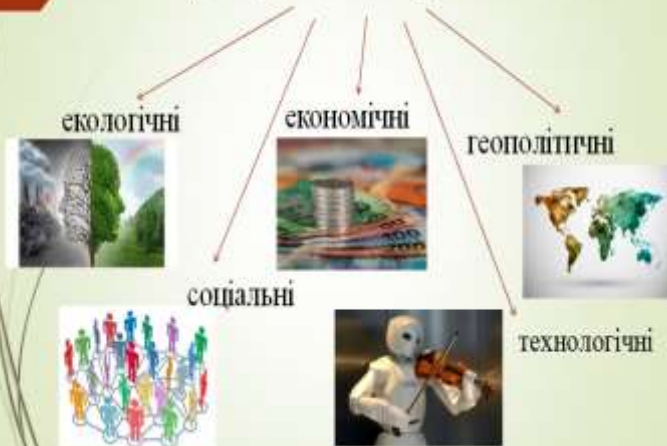 екологічні
економічні
геополітичні
соціальні
технологічні